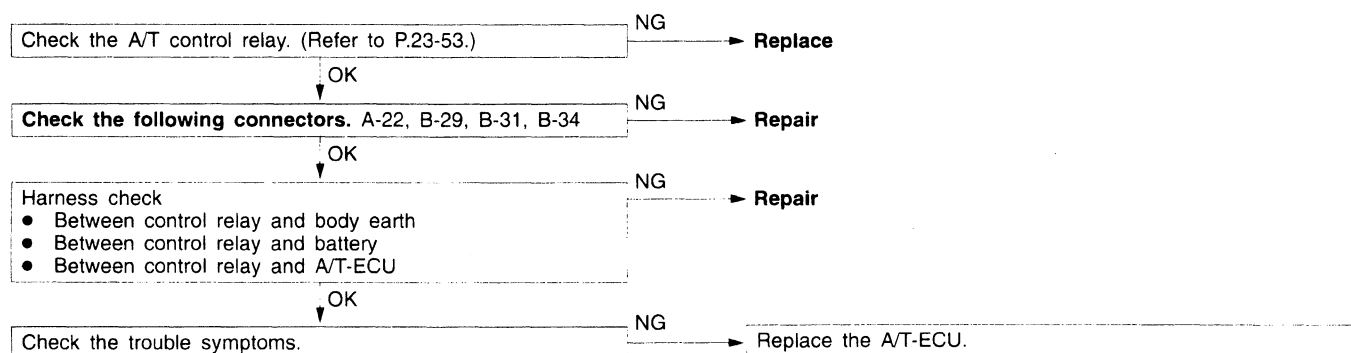 NG
Check the A/T control relay. (Refer to P.23-53.)
Replace
OK
NG
Check the following connectors. A-22, B-29, B-31, B-34
Repair
OK
NG
Harness check
Repair
● Between control relay and body earth
● Between control relay and battery
● Between control relay and A/T-ECU
OK
NG
Check the trouble symptoms.
Replace the A/T-ECU.